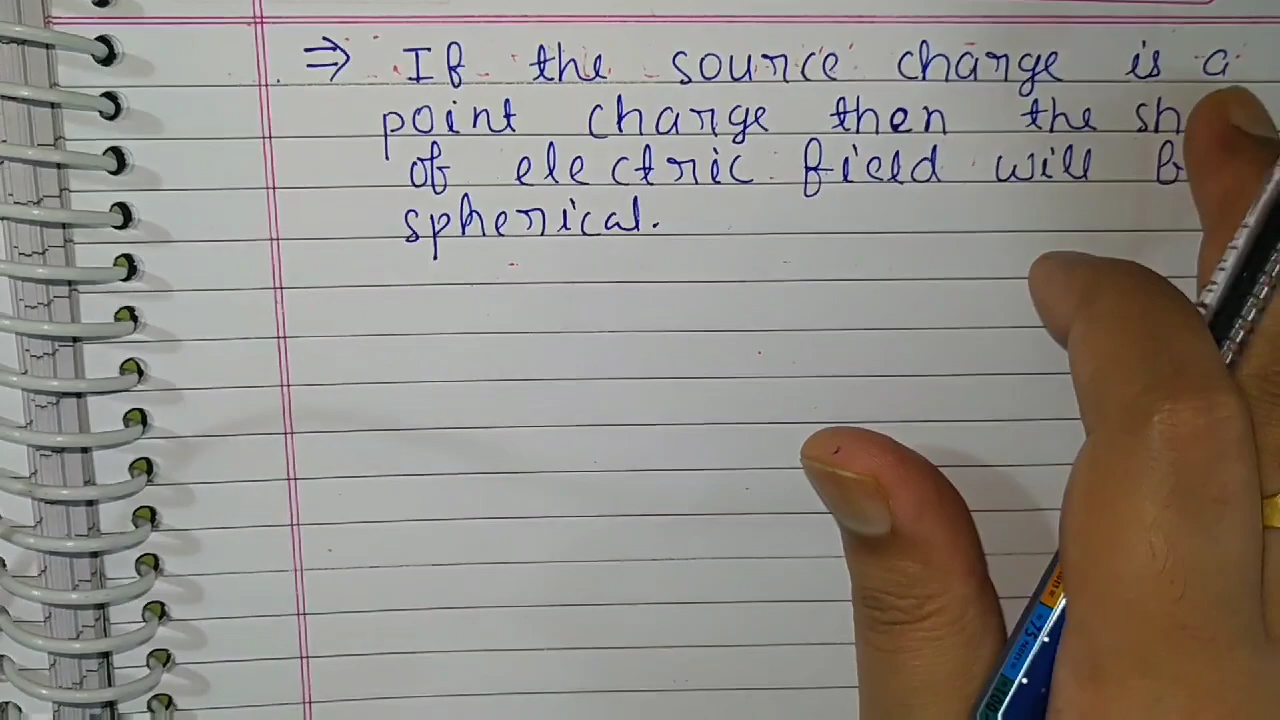 ⇒ If the source charge is a
point charge then the sh
of electric field will b
spherical.